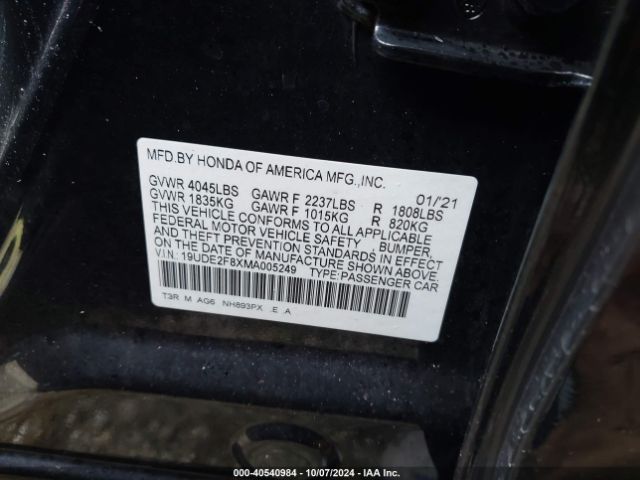 MFD.BY HONDA OF AMERICA MFG.,INC.
GVWR 4045LBS GAWR F 2237LBS R 1808LBS 01/'21
GVWR 1835KG GAWR F 1015KG R 820KG
THIS VEHICLE CONFORMS TO ALL APPLICABLE
FEDERAL MOTOR VEHICLE SAFETY , BUMPER,
AND THEFT PREVENTION STANDARDS IN EFFECT
ON THE DATE OF MANUFACTURE SHOWN ABOVE.
V.I.N.: 19UDE2F8XMA005249 TYPE:PASSENGER CAR
T3R M AG6 NH893PX .E .A
000-40540984 | 10/07/2024 | IAA Inc.